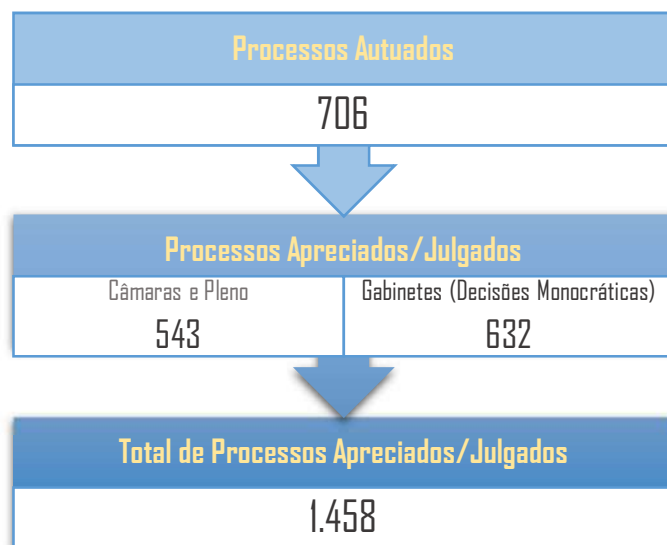 Processos Autuados
706
Processos Apreciados/Julgados
Câmaras e Pleno
543
Gabinetes (Decisões Monocráticas)
632
Total de Processos Apreciados/Julgados
1.458